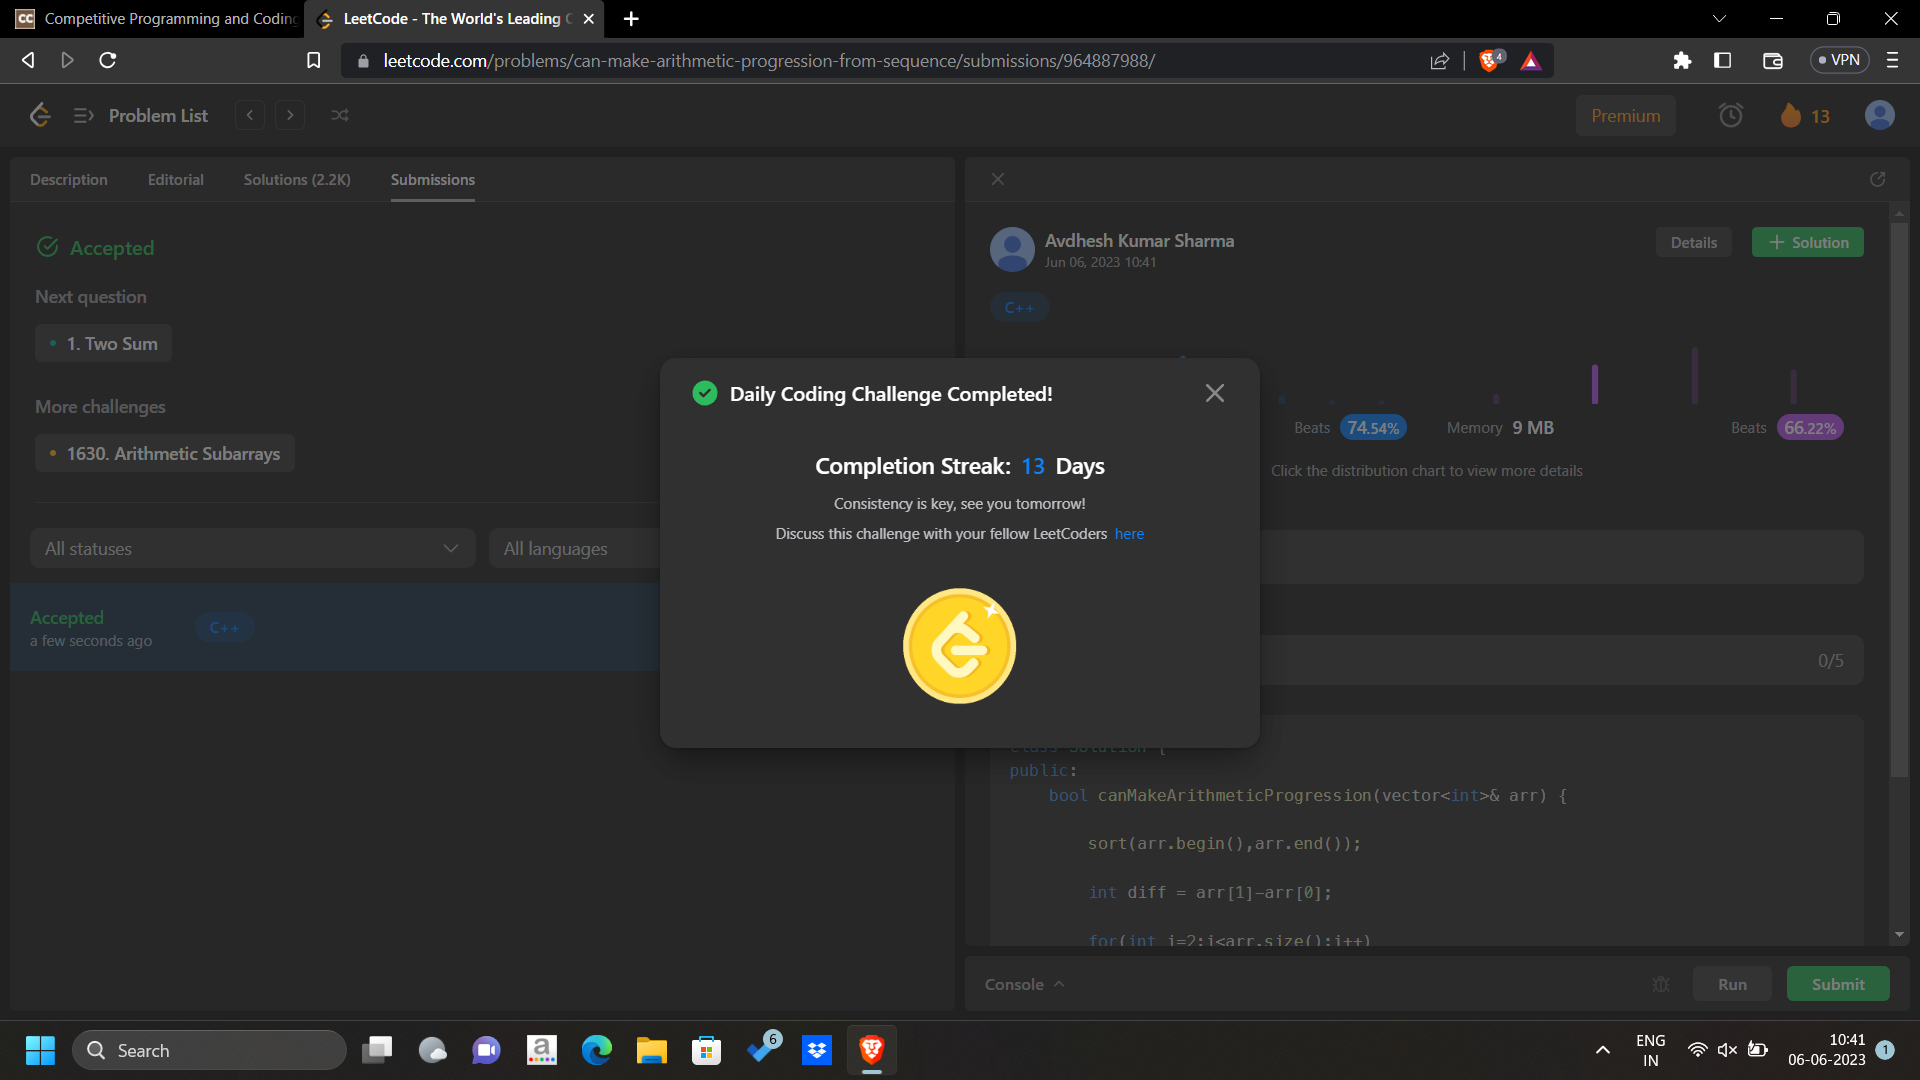 CC Competitive Programming and Coding
LeetCode - The World's Leading
leetcode.com/problems/can-make-arithmetic-progression-from-sequence/submissions/964887988/
4
VPN
Problem List
Premium
13
Description
Editorial
Solutions (2.2K)
Submissions
Accepted
Next question
1. Two Sum
More challenges
1630. Arithmetic Subarrays
All statuses
All languages
Accepted
a few seconds ago
C++
Avdhesh Kumar Sharma
Jun 06, 2023 10:41
Details
+ Solution
C++
Beats 74.54%
Memory 9 MB
Beats 66.22%
Click the distribution chart to view more details
0/5
Daily Coding Challenge Completed!
Completion Streak: 13 Days
Consistency is key, see you tomorrow!
Discuss this challenge with your fellow LeetCoders here
class Solution {
public:
bool canMakeArithmeticProgression(vector<int>& arr) {
sort(arr.begin(),arr.end());
int diff = arr[1]-arr[0];
for(int i=2;i<arr.size();i++)
Console
Run
Submit
Search
a
6
ENG
IN
10:41
06-06-2023
1